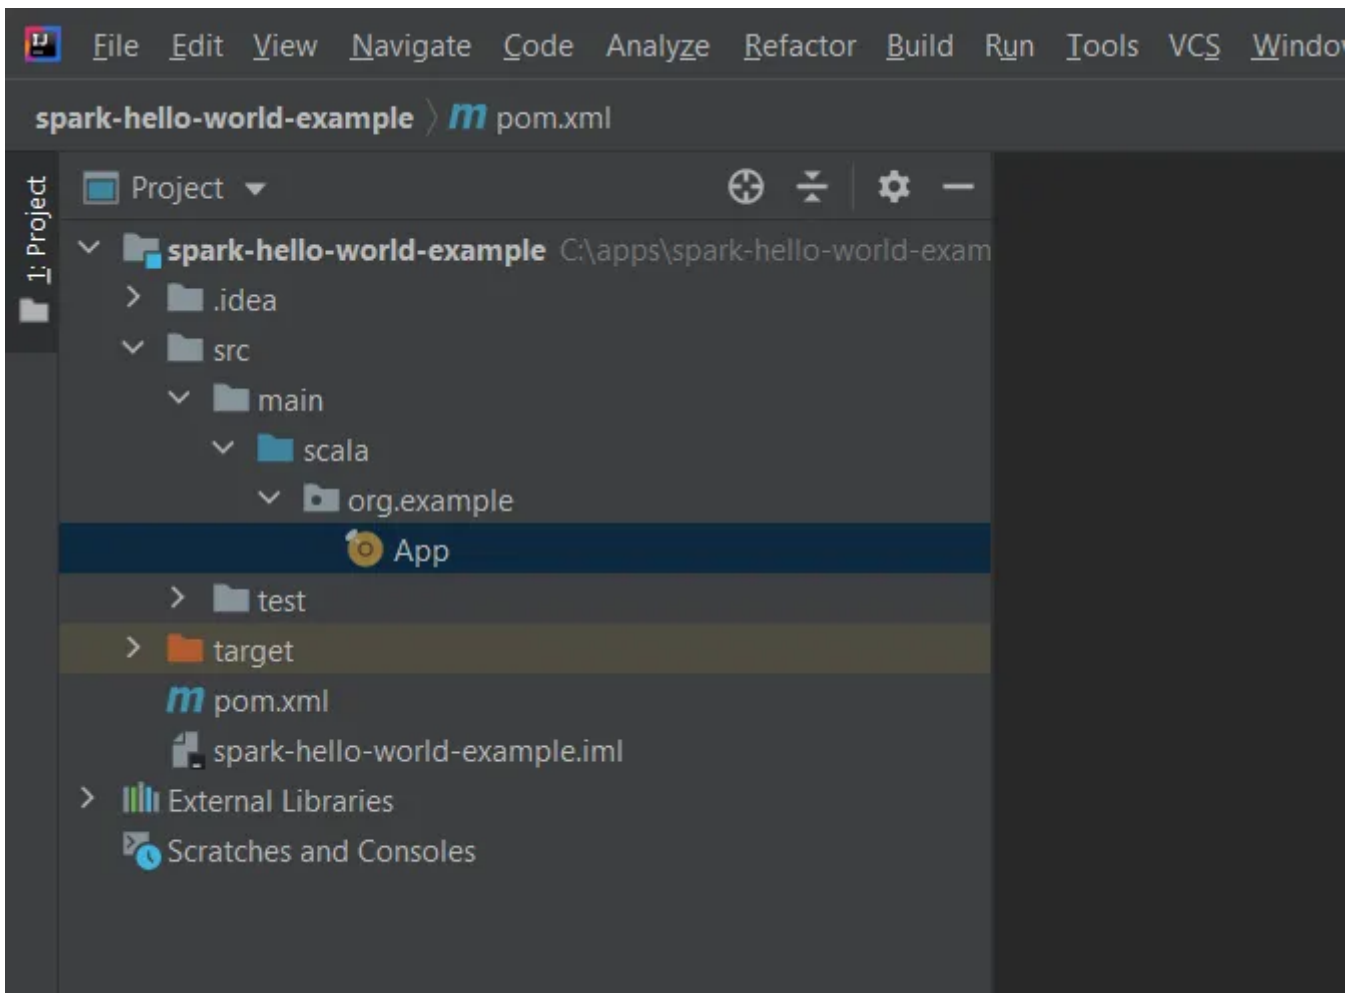 IJ File Edit View Navigate Code Analyze Refactor Build Run Tools VCS Window
spark-hello-world-example 〉 m pom.xml
1: Project
Project
spark-hello-world-example C:\apps\spark-hello-world-exam
.idea
src
main
scala
org.example
App
test
target
m pom.xml
spark-hello-world-example.iml
External Libraries
Scratches and Consoles